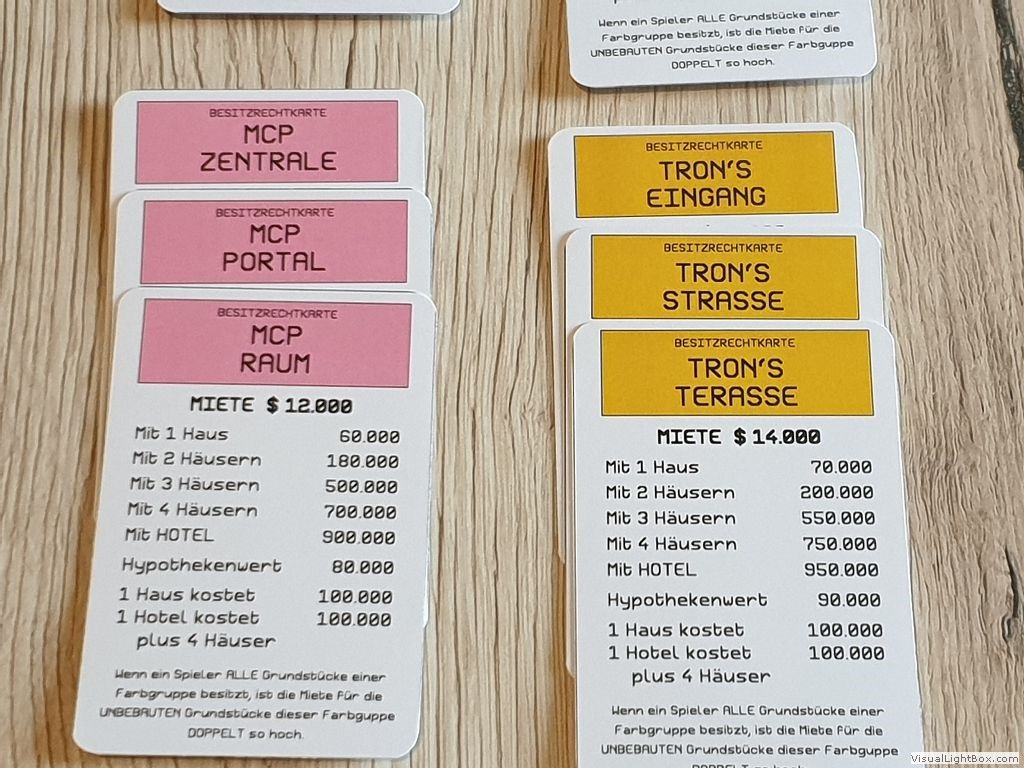 Wenn ein Spieler ALLE Grundstücke einer
Farbgruppe besitzt, ist die Miete für die
UNBEBAUTEN Grundstücke dieser Farbguppe
DOPPELT so hoch.
BESITZRECHTKARTE
MCP
ZENTRALE
BESITZRECHTKARTE
MCP
PORTAL
BESITZRECHTKARTE
MCP
RAUM
MIETE $ 12.000
Mit 1 Haus 60.000
Mit 2 Häusern 180.000
Mit 3 Häusern 500.000
Mit 4 Häusern 700.000
Mit HOTEL 900.000
Hypothekenwert 80.000
1 Haus kostet 100.000
1 Hotel kostet 100.000
plus 4 Häuser
Wenn ein Spieler ALLE Grundstücke einer
Farbgruppe besitzt, ist die Miete für die
UNBEBAUTEN Grundstücke dieser Farbguppe
DOPPELT so hoch.
BESITZRECHTKARTE
TRON'S
EINGANG
BESITZRECHTKARTE
TRON'S
STRASSE
BESITZRECHTKARTE
TRON'S
TERASSE
MIETE $ 14.000
Mit 1 Haus 70.000
Mit 2 Häusern 200.000
Mit 3 Häusern 550.000
Mit 4 Häusern 750.000
Mit HOTEL 950.000
Hypothekenwert 90.000
1 Haus kostet 100.000
1 Hotel kostet 100.000
plus 4 Häuser
Wenn ein Spieler ALLE Grundstücke einer
Farbgruppe besitzt, ist die Miete für die
UNBEBAUTEN Grundstücke dieser Farbguppe
DOPPELT so hoch.
VisualLightBox.com